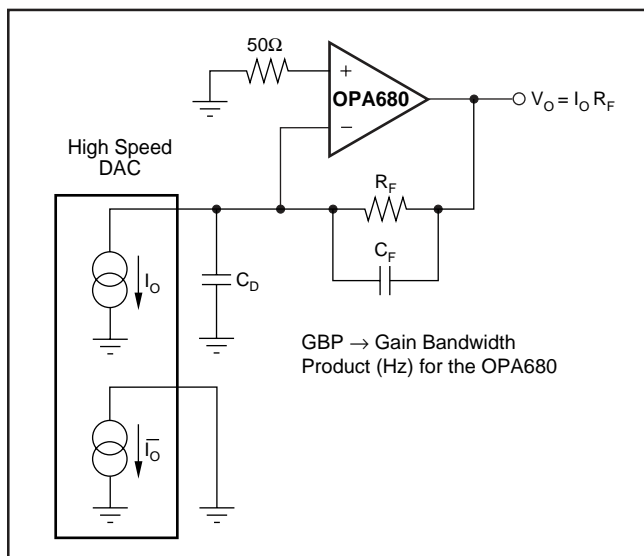 50Ω
+
OPA680
−
V_O = I_O R_F
High Speed
DAC
R_F
C_F
I_O
C_D
GBP → Gain Bandwidth
Product (Hz) for the OPA680
I̅_O